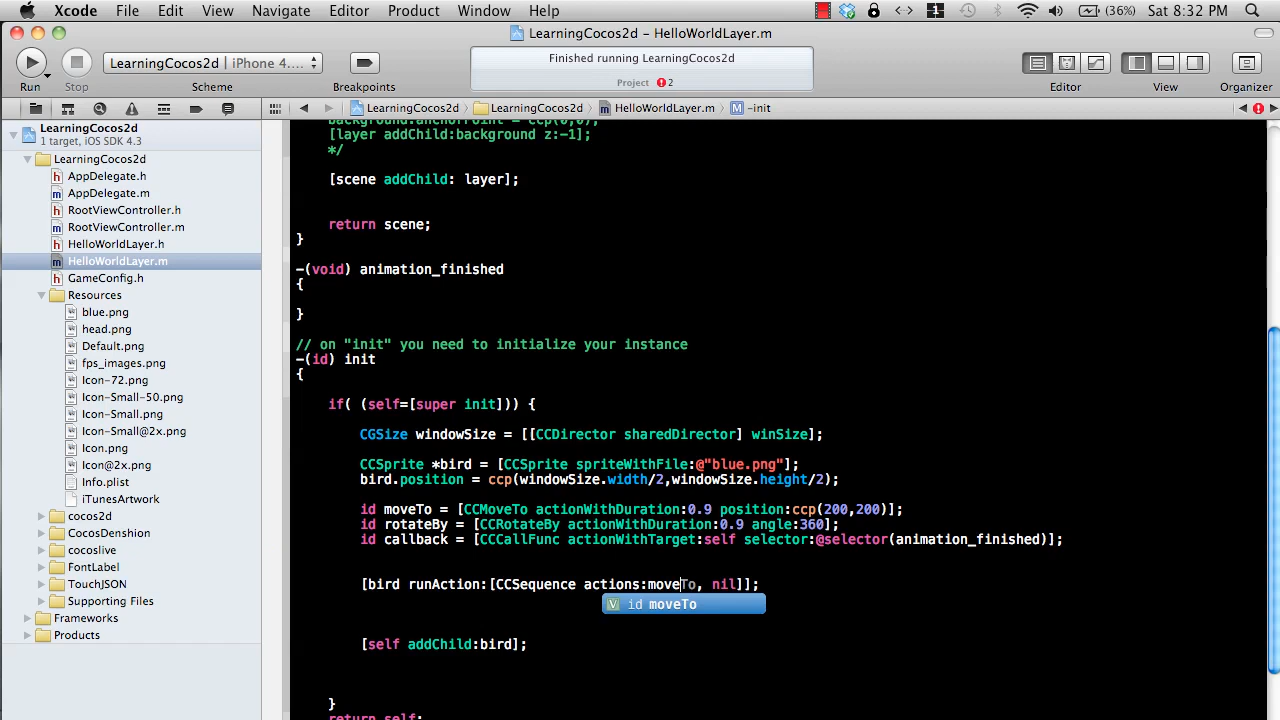 Xcode File Edit View Navigate Editor Product Window Help (36%) Sat 8:32 PM
LearningCocos2d – HelloWorldLayer.m
Finished running LearningCocos2d
Project 2
LearningCocos2d | iPhone 4....
Run Stop Scheme Breakpoints Editor View Organizer
LearningCocos2d LearningCocos2d HelloWorldLayer.m -init
LearningCocos2d
1 target, iOS SDK 4.3
LearningCocos2d
AppDelegate.h
AppDelegate.m
RootViewController.h
RootViewController.m
HelloWorldLayer.h
HelloWorldLayer.m
GameConfig.h
Resources
blue.png
head.png
Default.png
fps_images.png
Icon-72.png
Icon-Small-50.png
Icon-Small.png
Icon-Small@2x.png
Icon.png
Icon@2x.png
Info.plist
iTunesArtwork
cocos2d
CocosDenshion
cocoslive
FontLabel
TouchJSON
Supporting Files
Frameworks
Products
background.anchorPoint = ccp(0,0);
[layer addChild:background z:-1];
*/
[scene addChild: layer];
return scene;
}
-(void) animation_finished
{
}
// on "init" you need to initialize your instance
-(id) init
{
if( (self=[super init])) {
CGSize windowSize = [[CCDirector sharedDirector] winSize];
CCSprite *bird = [CCSprite spriteWithFile:@"blue.png"];
bird.position = ccp(windowSize.width/2,windowSize.height/2);
id moveTo = [CCMoveTo actionWithDuration:0.9 position:ccp(200,200)];
id rotateBy = [CCRotateBy actionWithDuration:0.9 angle:360];
id callback = [CCCallFunc actionWithTarget:self selector:@selector(animation_finished)];
[bird runAction:[CCSequence actions:moveTo, nil]];
V id moveTo
[self addChild:bird];
}
return self;